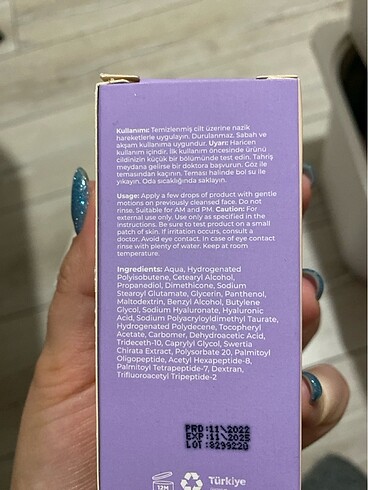 Kullanım: Temizlenmiş cilt üzerine nazik
hareketlerle uygulayın. Durulanmaz. Sabah ve
akşam kullanıma uygundur. Uyarı: Haricen
kullanım içindir. İlk kullanım öncesinde ürünü
cildinizin küçük bir bölümünde test edin. Tahriş
meydana gelirse bir doktora başvurun. Göz ile
temasından kaçının. Teması halinde bol su ile
yıkayın. Oda sıcaklığında saklayın.
Usage: Apply a few drops of product with gentle
motions on previously cleansed face. Do not
rinse. Suitable for AM and PM. Caution: For
external use only. Use only as specified in the
instructions. Be sure to test product on a small
patch of skin. If irritation occurs, consult a
doctor. Avoid eye contact. In case of eye contact
rinse with plenty of water. Keep at room
temperature.
Ingredients: Aqua, Hydrogenated
Polyisobutene, Cetearyl Alcohol,
Propanediol, Dimethicone, Sodium
Stearoyl Glutamate, Glycerin, Panthenol,
Maltodextrin, Benzyl Alcohol, Butylene
Glycol, Sodium Hyaluronate, Hyaluronic
Acid, Sodium Polyacryloyldimethyl Taurate,
Hydrogenated Polydecene, Tocopheryl
Acetate, Carbomer, Dehydroacetic Acid,
Trideceth-10, Caprylyl Glycol, Swertia
Chirata Extract, Polysorbate 20, Palmitoyl
Oligopeptide, Acetyl Hexapeptide-8,
Palmitoyl Tetrapeptide-7, Dextran,
Trifluoroacetyl Tripeptide-2
PRD:11\2022
EXP:11\2025
LOT:8299220
12M
Türkiye